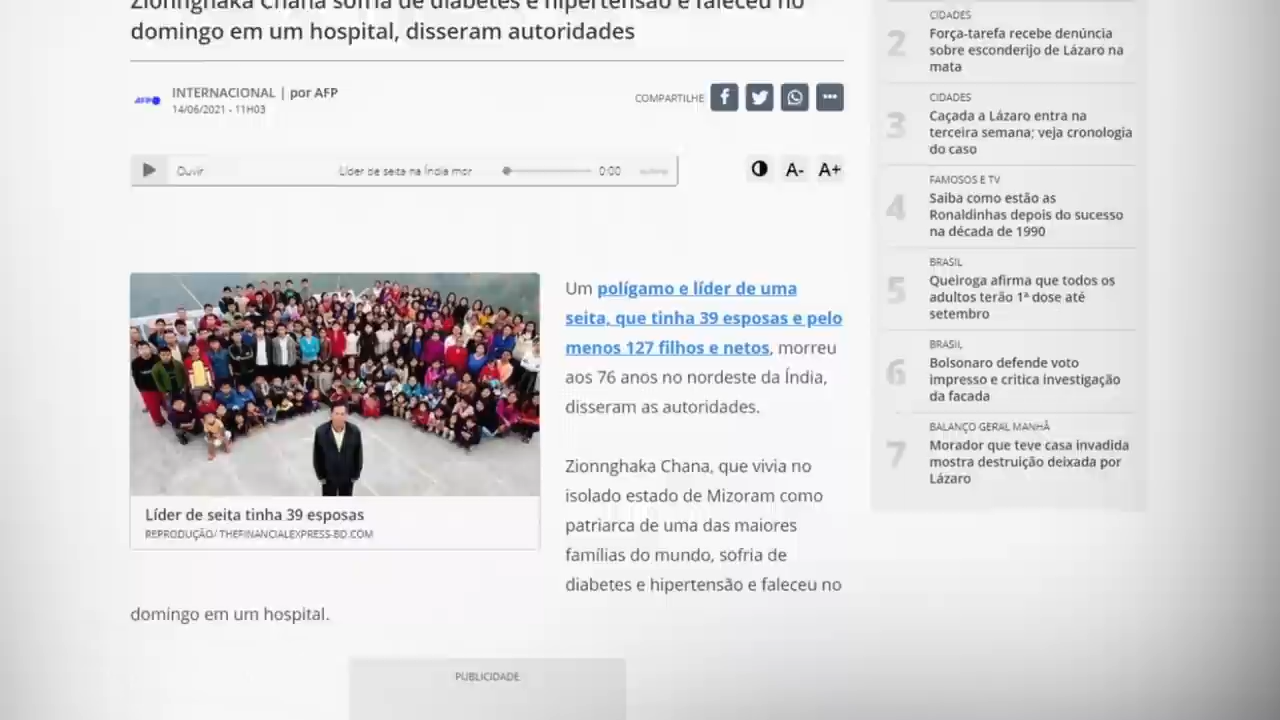 Zionnghaka Chana sofria de diabetes e hipertensão e faleceu no
domingo em um hospital, disseram autoridades
AFP
INTERNACIONAL | por AFP
14/06/2021 - 11H03
COMPARTILHE
Ouvir
Líder de seita na Índia mor
0:00
A-
A+
Líder de seita tinha 39 esposas
REPRODUÇÃO/ THEFINANCIALEXPRESS-BD.COM
Um polígamo e líder de uma
seita, que tinha 39 esposas e pelo
menos 127 filhos e netos, morreu
aos 76 anos no nordeste da Índia,
disseram as autoridades.
Zionnghaka Chana, que vivia no
isolado estado de Mizoram como
patriarca de uma das maiores
famílias do mundo, sofria de
diabetes e hipertensão e faleceu no
domingo em um hospital.
PUBLICIDADE
CIDADES
2
Força-tarefa recebe denúncia
sobre esconderijo de Lázaro na
mata
CIDADES
3
Caçada a Lázaro entra na
terceira semana; veja cronologia
do caso
FAMOSOS E TV
4
Saiba como estão as
Ronaldinhas depois do sucesso
na década de 1990
BRASIL
5
Queiroga afirma que todos os
adultos terão 1ª dose até
setembro
BRASIL
6
Bolsonaro defende voto
impresso e critica investigação
da facada
BALANÇO GERAL MANHÃ
7
Morador que teve casa invadida
mostra destruição deixada por
Lázaro